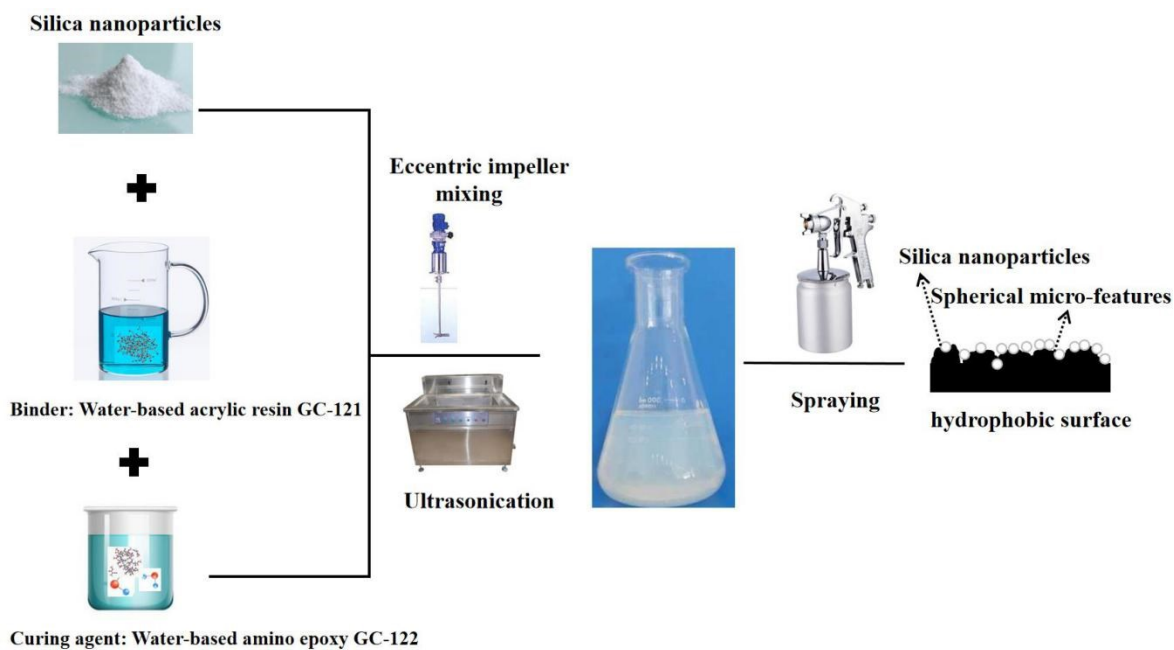 Silica nanoparticles
Binder: Water-based acrylic resin GC-121
Curing agent: Water-based amino epoxy GC-122
Eccentric impeller
mixing
Ultrasonication
Spraying
Silica nanoparticles
Spherical micro-features
hydrophobic surface